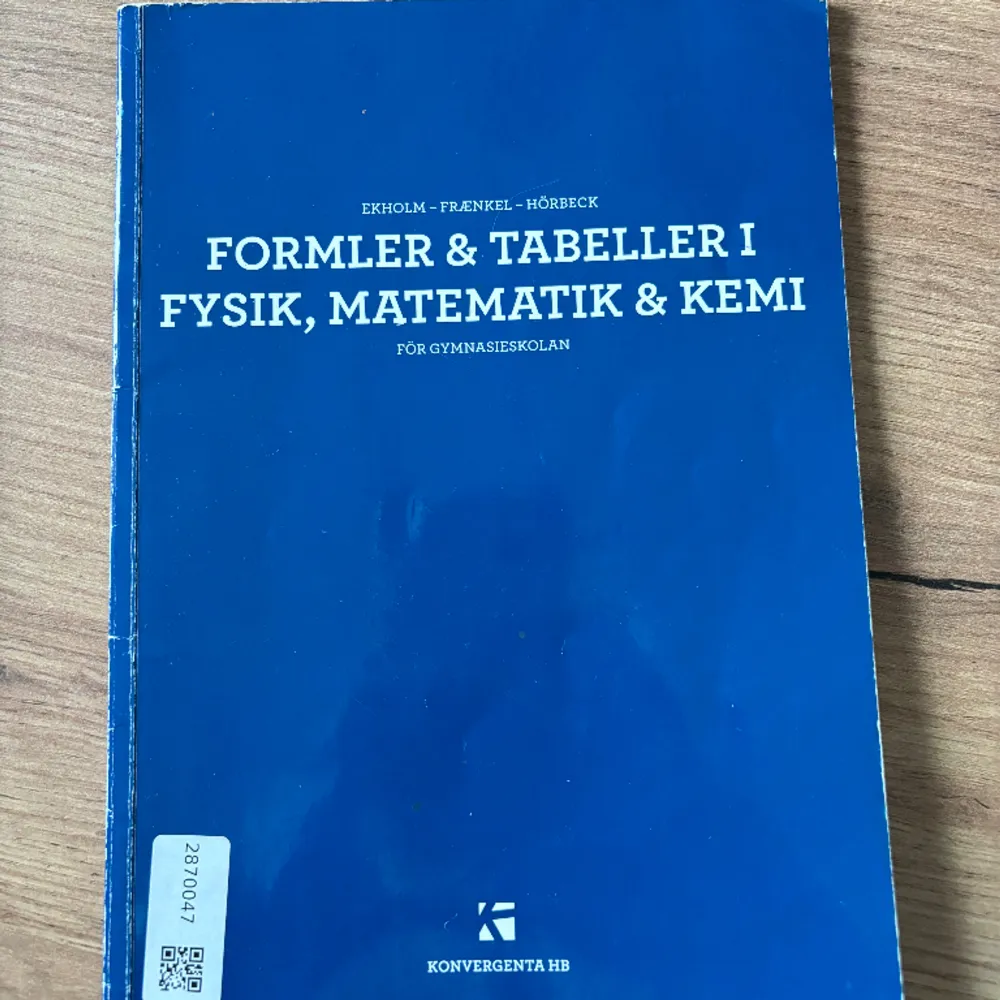 EKHOLM – FRÆNKEL – HÖRBECK
FORMLER & TABELLER I
FYSIK, MATEMATIK & KEMI
FÖR GYMNASIESKOLAN
2870047
KONVERGENTA HB